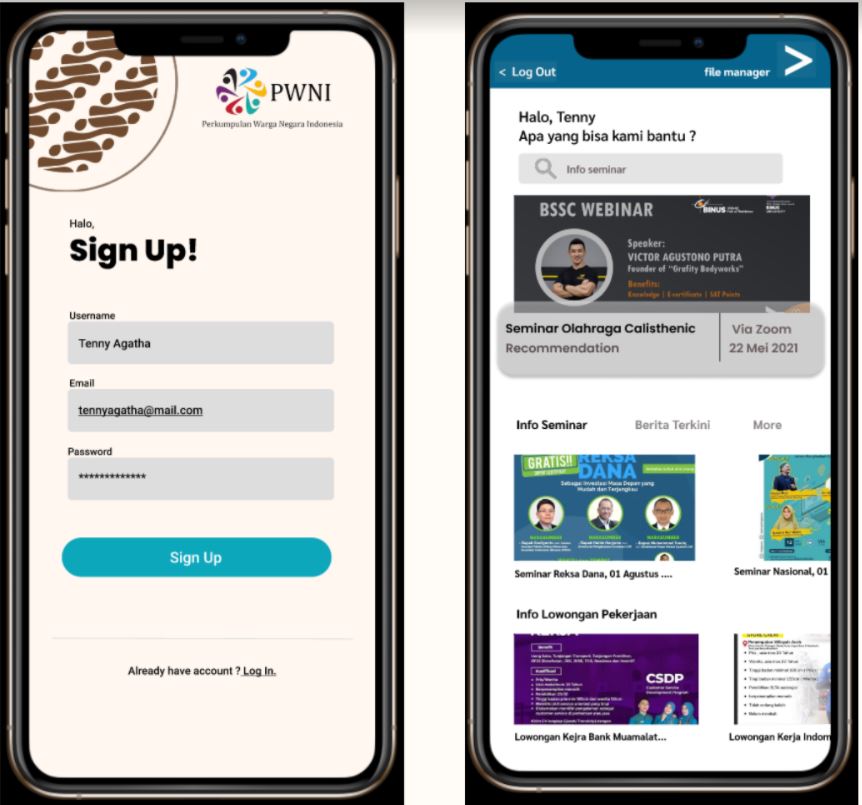 PWNI
Perkumpulan Warga Negara Indonesia
Halo,
Sign Up!
Username
Tenny Agatha
Email
tennyagatha@mail.com
Password
*************
Sign Up
Already have account ? Log In.
< Log Out
file manager >
Halo, Tenny
Apa yang bisa kami bantu ?
Info seminar
BSSC WEBINAR
BINUS
Speaker:
VICTOR AGUSTONO PUTRA
Founder of "Grafity Bodyworks"
Benefits:
Knowledge | E-certificate | SAT Points
Seminar Olahraga Calisthenic
Via Zoom
Recommendation
22 Mei 2021
Info Seminar
Berita Terkini
More
GRATIS!!
REKSA
DANA
Sebagai Investasi Masa Depan yang
Mudah dan Terjangkau
NARASUMBER
NARASUMBER
NARASUMBER
Seminar Reksa Dana, 01 Agustus ....
Seminar Nasional, 01
Info Lowongan Pekerjaan
Benefit
Kualifikasi
CSDP
Customer Service
Development Program
Lowongan Kejra Bank Muamalat...
Lowongan Kerja Indom